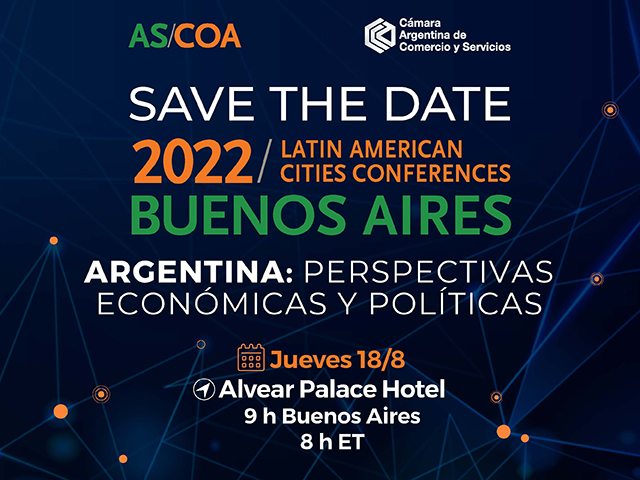 AS/COA
Cámara
Argentina de
Comercio y Servicios
SAVE THE DATE
2022/ LATIN AMERICAN
CITIES CONFERENCES
BUENOS AIRES
ARGENTINA: PERSPECTIVAS
ECONÓMICAS Y POLÍTICAS
Jueves 18/8
Alvear Palace Hotel
9 h Buenos Aires
8 h ET